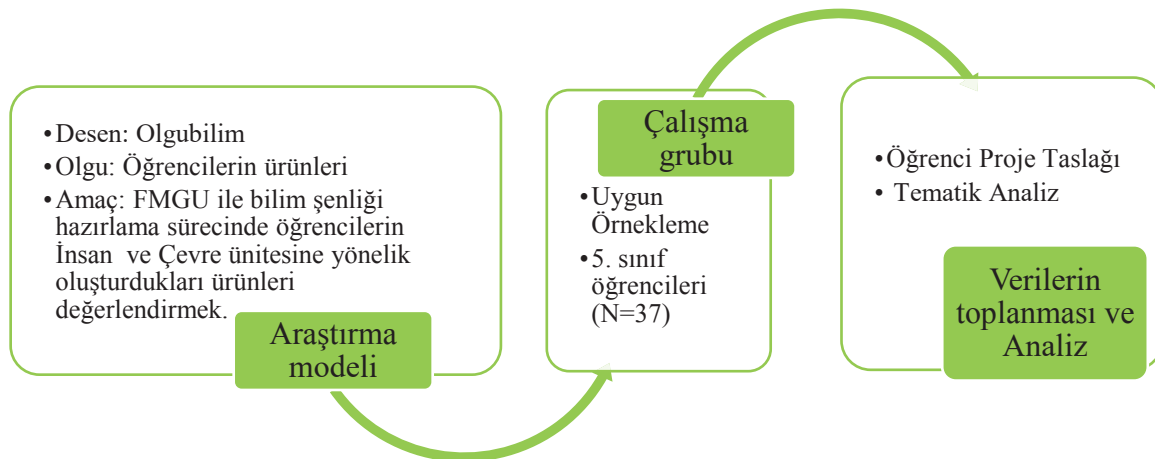 •Desen: Olgubilim
•Olgu: Öğrencilerin ürünleri
•Amaç: FMGU ile bilim şenliği
hazırlama sürecinde öğrencilerin
İnsan ve Çevre ünitesine yönelik
oluşturdukları ürünleri
değerlendirmek.
Araştırma
modeli
Çalışma
grubu
•Uygun
Örnekleme
•5. sınıf
öğrencileri
(N=37)
•Öğrenci Proje Taslağı
• Tematik Analiz
Verilerin
toplanması ve
Analiz